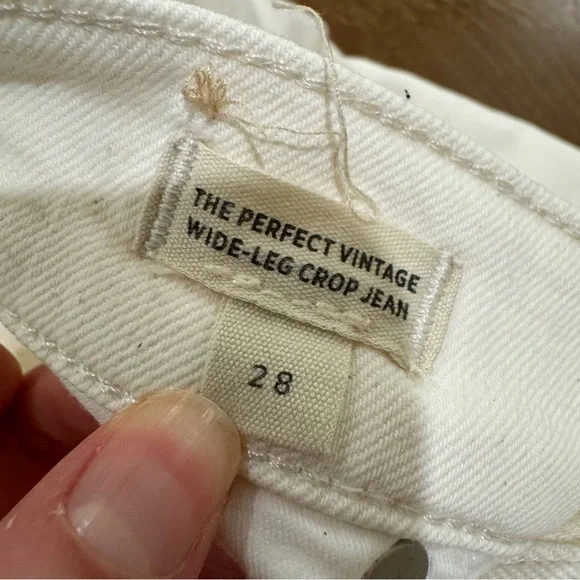 THE PERFECT VINTAGE
WIDE-LEG CROP JEAN
28